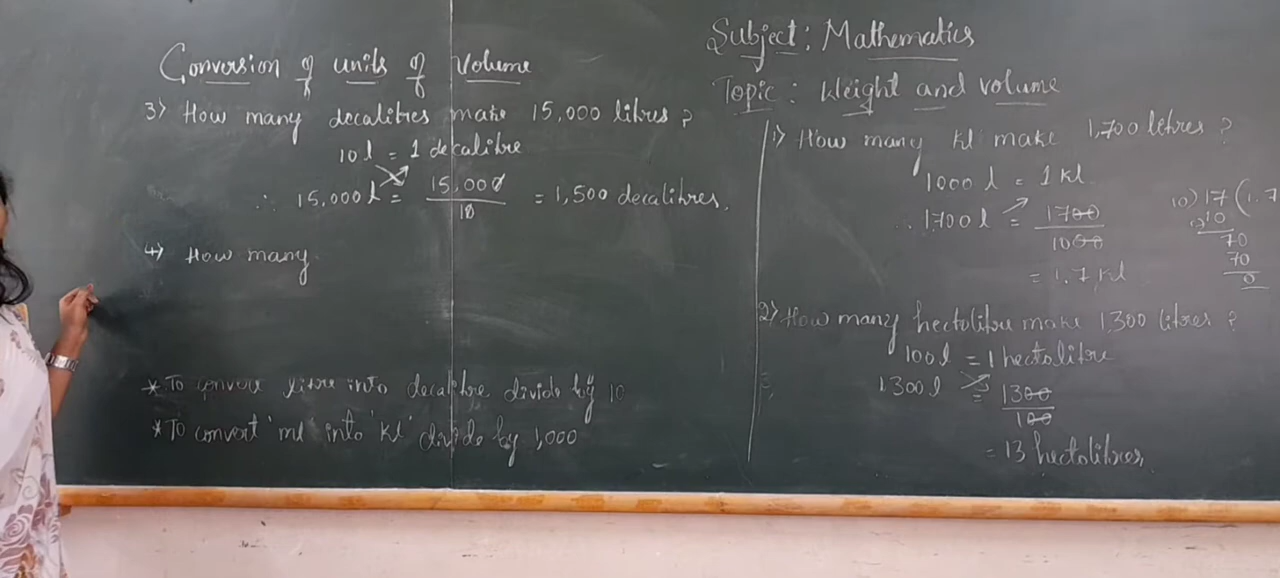 Subject: Mathematics
Topic: Weight and volume
Conversion of units of volume
3) How many decalitres make 15,000 litres?
10 l = 1 decalitre
∴ 15,000 l = 15,000/10 = 1,500 decalitres.
4) How many
* To convert litre into decalitre divide by 10
* To convert 'ml' into 'kl' divide by 1,000
1) How many kl make 1,700 litres?
1000 l = 1 kl
∴ 1700 l = 1700/1000
= 1.7 kl
10) 17 (1.7
10
70
70
0
2) How many hectolitre make 1,300 litres?
100 l = 1 hectolitre
1300 l = 1300/100
= 13 hectolitres.